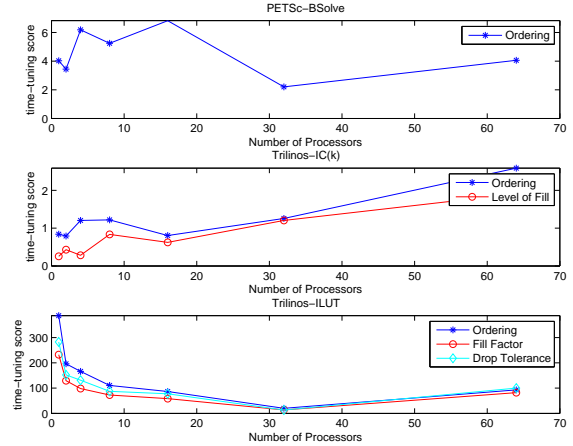 PETSc-BSolve
time-tuning score
6
4
2
0
Ordering
0 10 20 30 40 50 60 70
Number of Processors
Trilinos-IC(k)
time-tuning score
2
1
0
Ordering
Level of Fill
0 10 20 30 40 50 60 70
Number of Processors
Trilinos-ILUT
time-tuning score
300
200
100
0
Ordering
Fill Factor
Drop Tolerance
0 10 20 30 40 50 60 70
Number of Processors